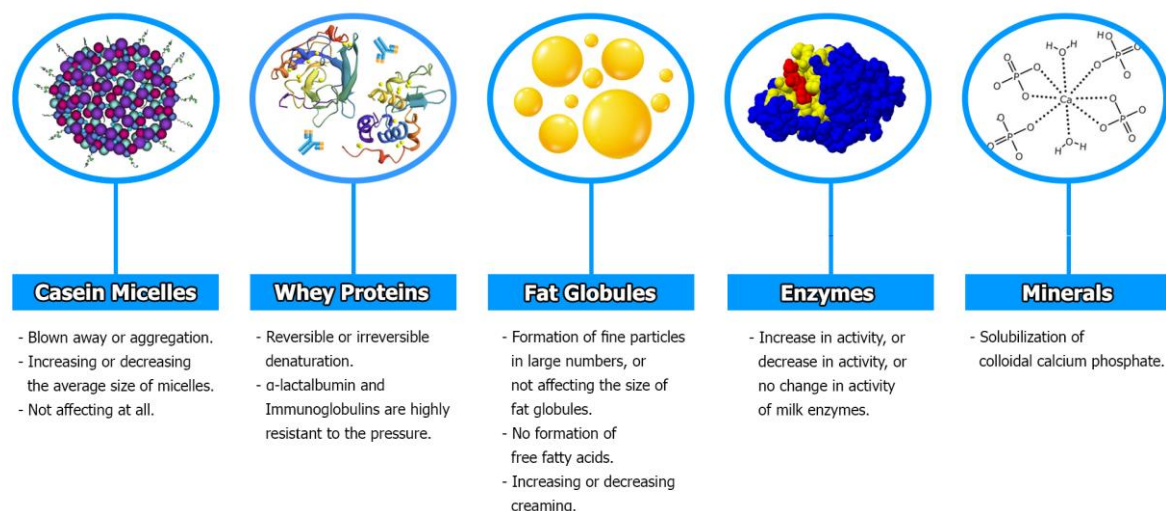 Casein Micelles
- Blown away or aggregation.
- Increasing or decreasing
the average size of micelles.
- Not affecting at all.
Whey Proteins
- Reversible or irreversible
denaturation.
- α-lactalbumin and
Immunoglobulins are highly
resistant to the pressure.
Fat Globules
- Formation of fine particles
in large numbers, or
not affecting the size of
fat globules.
- No formation of
free fatty acids.
- Increasing or decreasing
creaming.
Enzymes
- Increase in activity, or
decrease in activity, or
no change in activity
of milk enzymes.
H H
O
HO O
P
O
O
O O
P
O
O
Ca
O O
P
O
O
O O
P
O
O
H O H
Minerals
- Solubilization of
colloidal calcium phosphate.